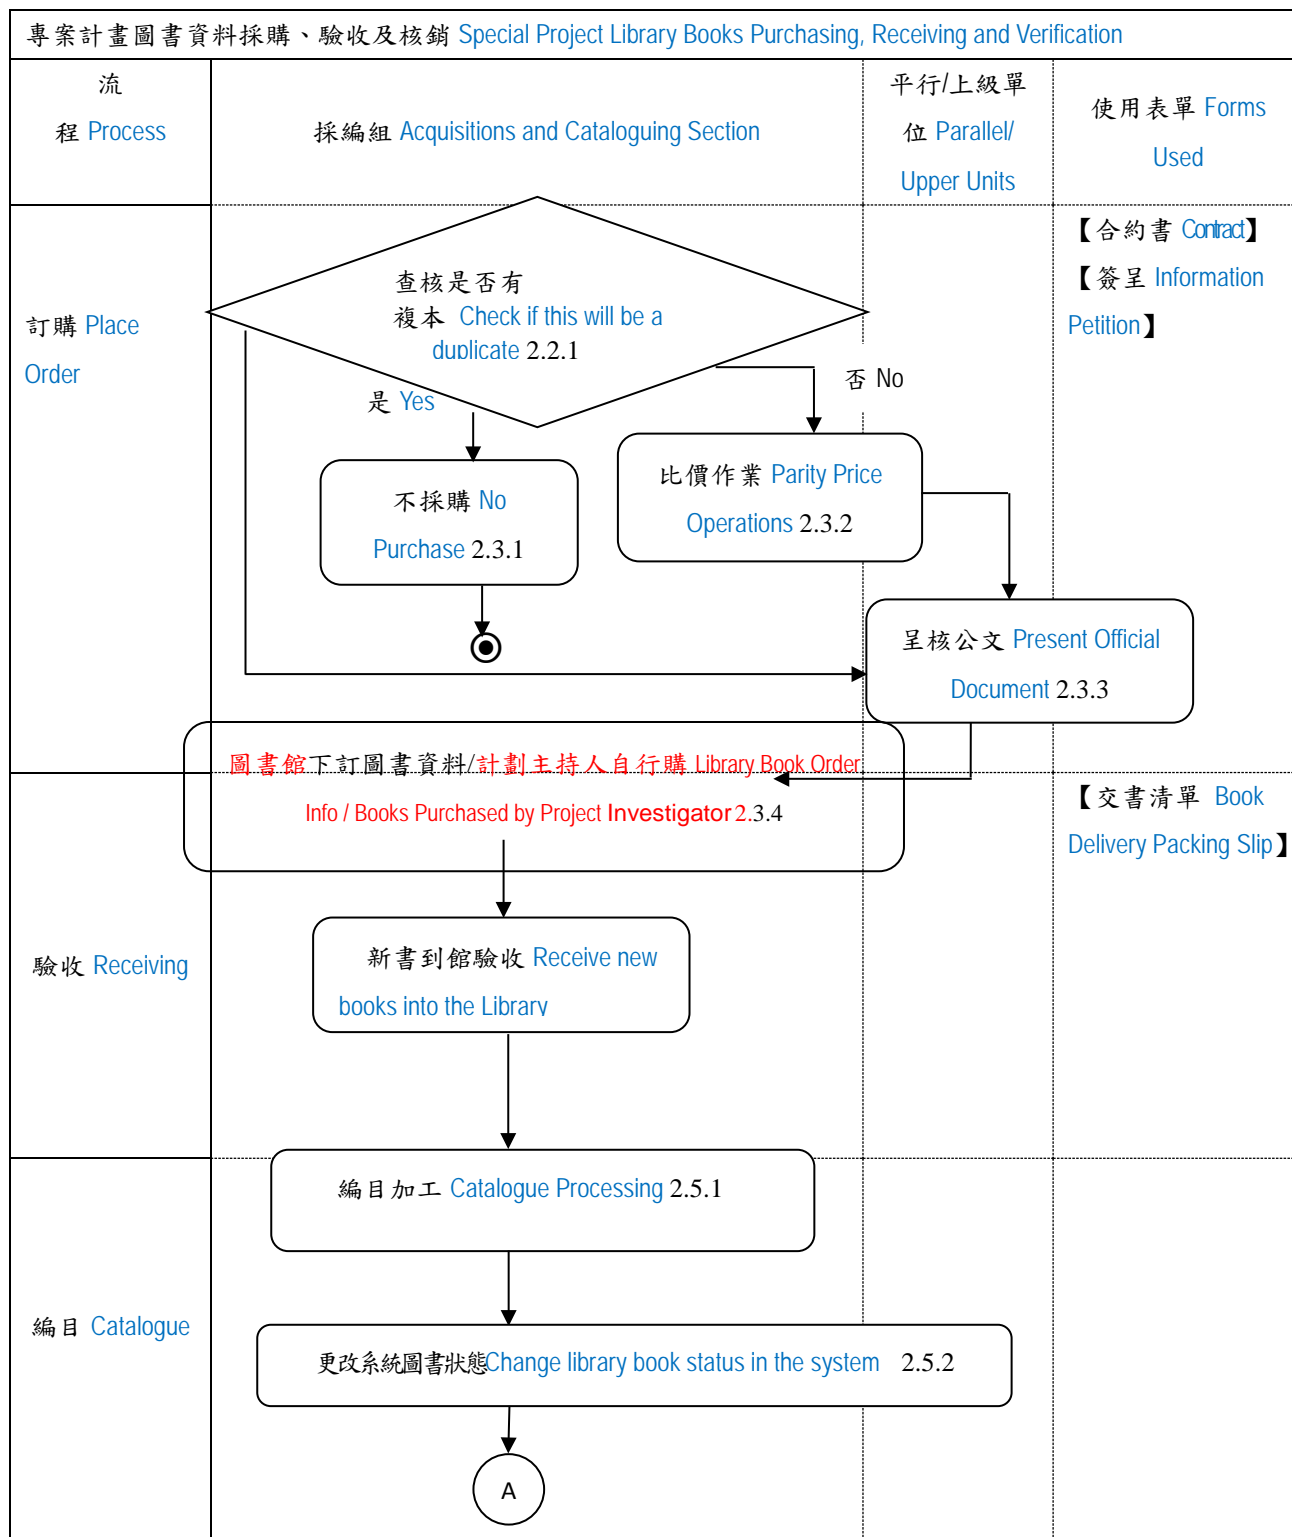 專案計畫圖書資料採購、驗收及核銷 Special Project Library Books Purchasing, Receiving and Verification
流
程 Process
採編組 Acquisitions and Cataloguing Section
平行/上級單
位 Parallel/
Upper Units
使用表單 Forms
Used
訂購 Place
Order
查核是否有
複本 Check if this will be a
duplicate 2.2.1
是 Yes
否 No
【合約書 Contract】
【簽呈 Information
Petition】
不採購 No
Purchase 2.3.1
比價作業 Parity Price
Operations 2.3.2
呈核公文 Present Official
Document 2.3.3
圖書館下訂圖書資料/計劃主持人自行購 Library Book Order
Info / Books Purchased by Project Investigator 2.3.4
【交書清單 Book
Delivery Packing Slip】
驗收 Receiving
新書到館驗收 Receive new
books into the Library
編目 Catalogue
編目加工 Catalogue Processing 2.5.1
更改系統圖書狀態Change library book status in the system 2.5.2
A